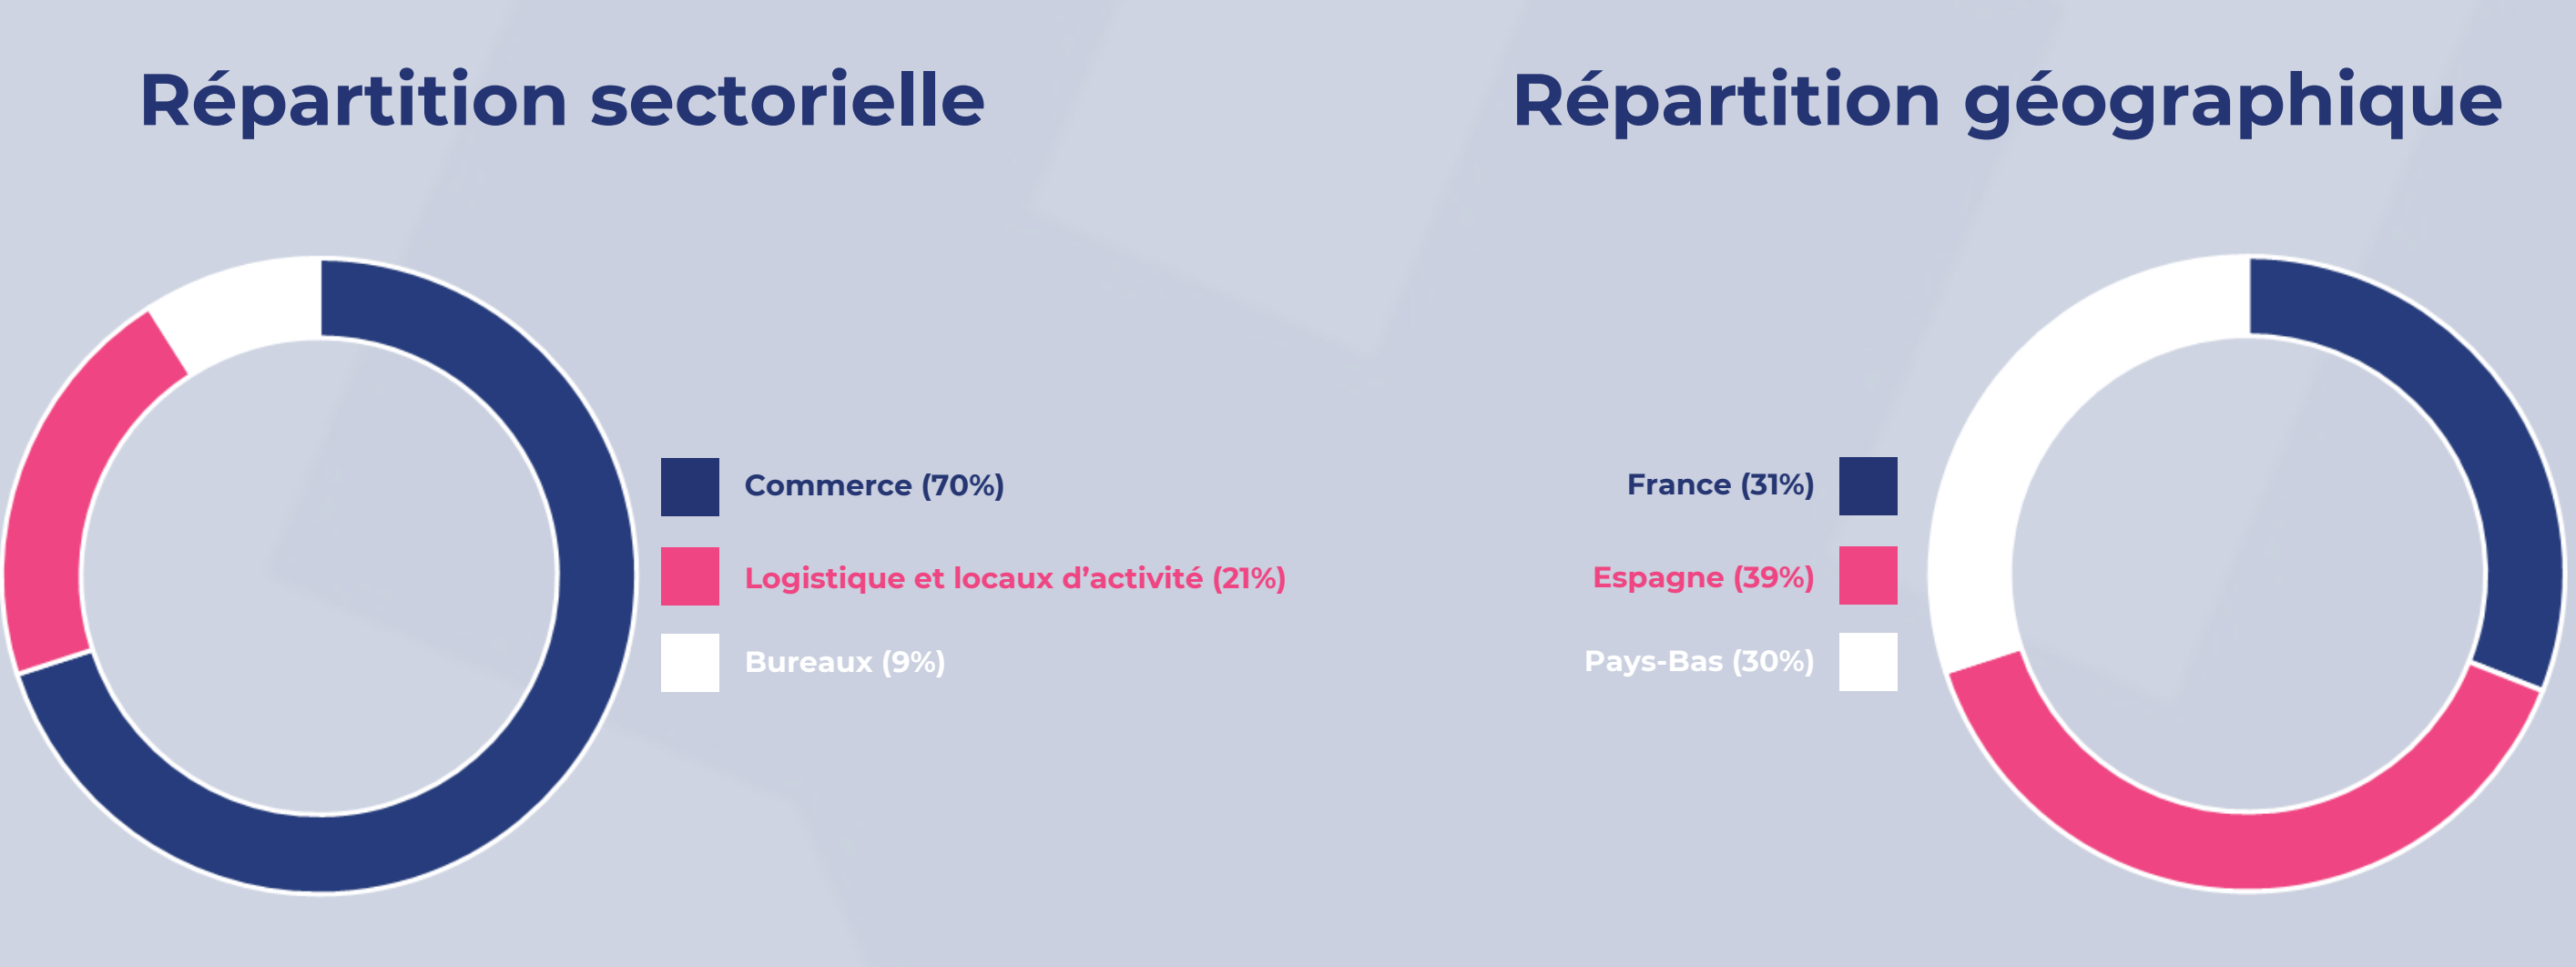 Répartition sectorielle
Commerce (70%)
Logistique et locaux d’activité (21%)
Bureaux (9%)
Répartition géographique
France (31%)
Espagne (39%)
Pays-Bas (30%)